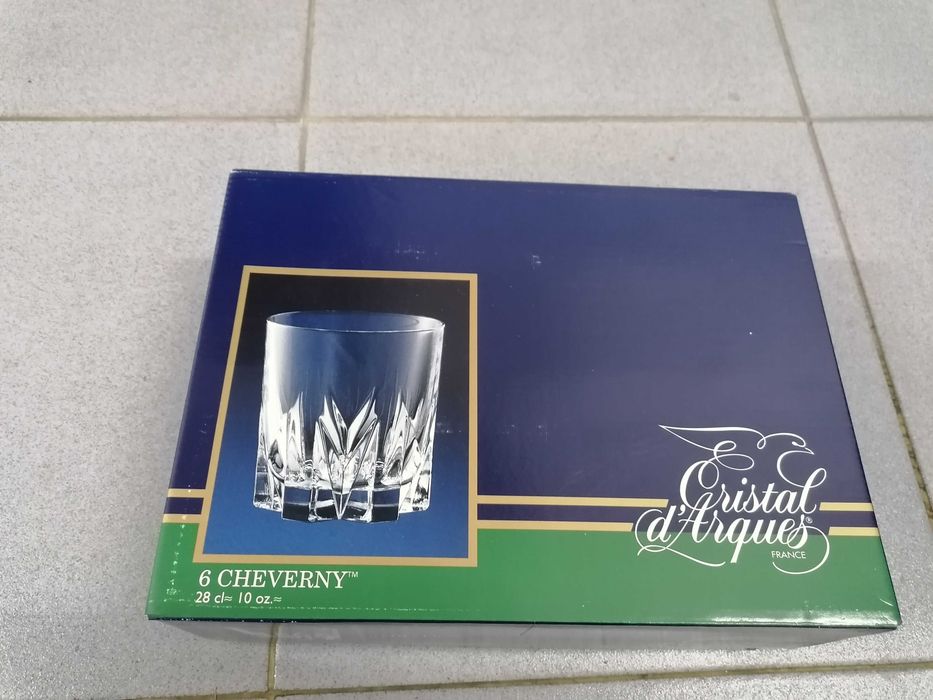 Cristal
d'Arques®
FRANCE
6 CHEVERNY™
28 cl≈ 10 oz.≈